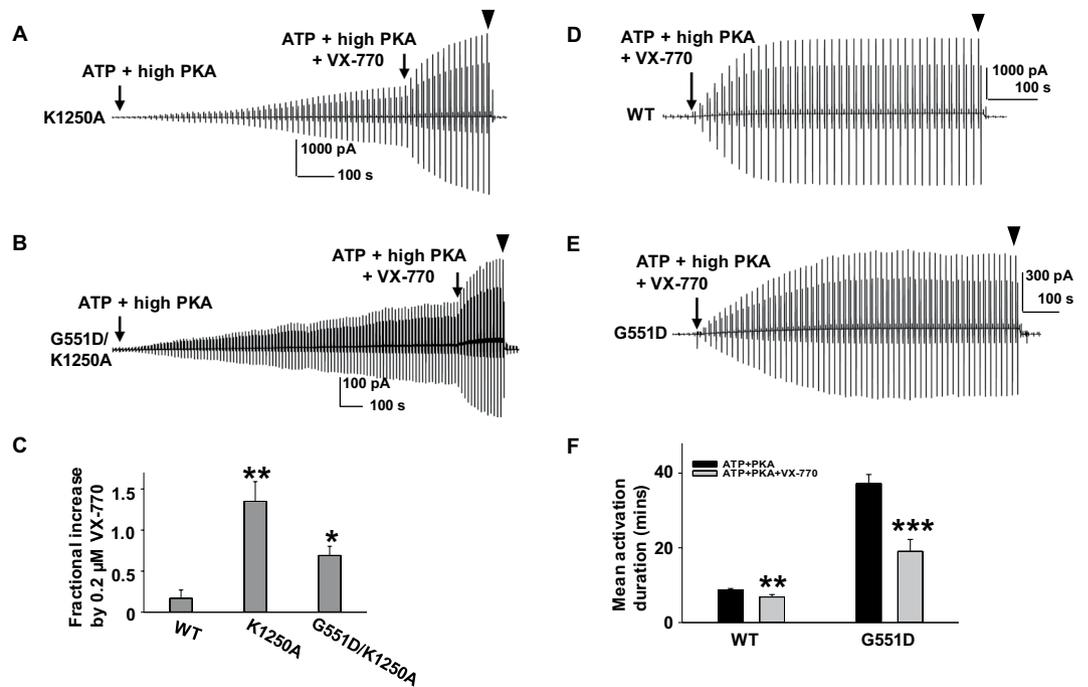 A
ATP + high PKA
ATP + high PKA
+ VX-770
K1250A
1000 pA
100 s
B
ATP + high PKA
ATP + high PKA
+ VX-770
G551D/
K1250A
100 pA
100 s
C
Fractional increase
by 0.2 µM VX-770
1.5
1.0
0.5
0
**
*
WT
K1250A
G551D/K1250A
D
ATP + high PKA
+ VX-770
WT
1000 pA
100 s
E
ATP + high PKA
+ VX-770
G551D
300 pA
100 s
F
Mean activation
duration (mins)
40
20
0
ATP+PKA
ATP+PKA+VX-770
**
***
WT
G551D